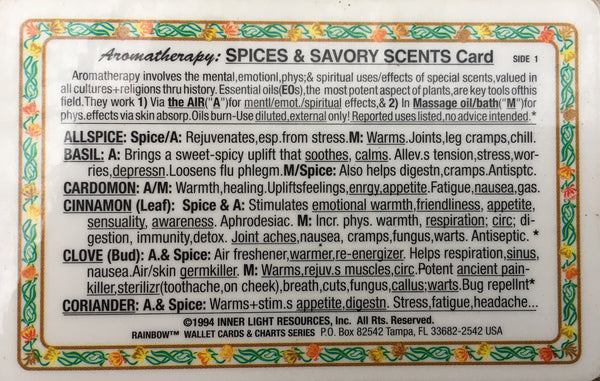 Aromatherapy: SPICES & SAVORY SCENTS Card SIDE 1
Aromatherapy involves the mental,emotionl,phys;& spiritual uses/effects of special scents,valued in
all cultures+religions thru history. Essential oils(EOs),the most potent aspect of plants,are key tools ofthis
field.They work 1) Via the AIR("A")for mentl/emot./spiritual effects,& 2) In Massage oil/bath("M")for
phys.effects via skin absorp. Oils burn-Use diluted,external only! Reported uses listed,no advice intended.*
ALLSPICE: Spice/A: Rejuvenates,esp.from stress.M: Warms.Joints,leg cramps,chill.
BASIL: A: Brings a sweet-spicy uplift that soothes, calms. Allev.s tension,stress,wor-
ries,depressn.Loosens flu phlegm.M/Spice: Also helps digestn,cramps.Antisptc.
CARDOMON: A/M: Warmth,healing.Upliftsfeelings,enrgy,appetite.Fatigue,nausea,gas.
CINNAMON (Leaf): Spice & A: Stimulates emotional warmth,friendliness, appetite,
sensuality, awareness. Aphrodesiac. M: Incr. phys. warmth, respiration; circ; di-
gestion, immunity,detox. Joint aches,nausea, cramps,fungus,warts. Antiseptic. *
CLOVE (Bud): A.& Spice: Air freshener,warmer,re-energizer. Helps respiration,sinus,
nausea.Air/skin germkiller. M: Warms,rejuv.s muscles,circ.Potent ancient pain-
killer,sterilizr(toothache,on cheek),breath,cuts,fungus,callus;warts.Bug repellnt*
CORIANDER: A.& Spice: Warms+stim.s appetite,digestn. Stress,fatigue,headache...
©1994 INNER LIGHT RESOURCES, Inc. All Rts. Reserved.
RAINBOW™ WALLET CARDS & CHARTS SERIES P.O. Box 82542 Tampa, FL 33682-2542 USA